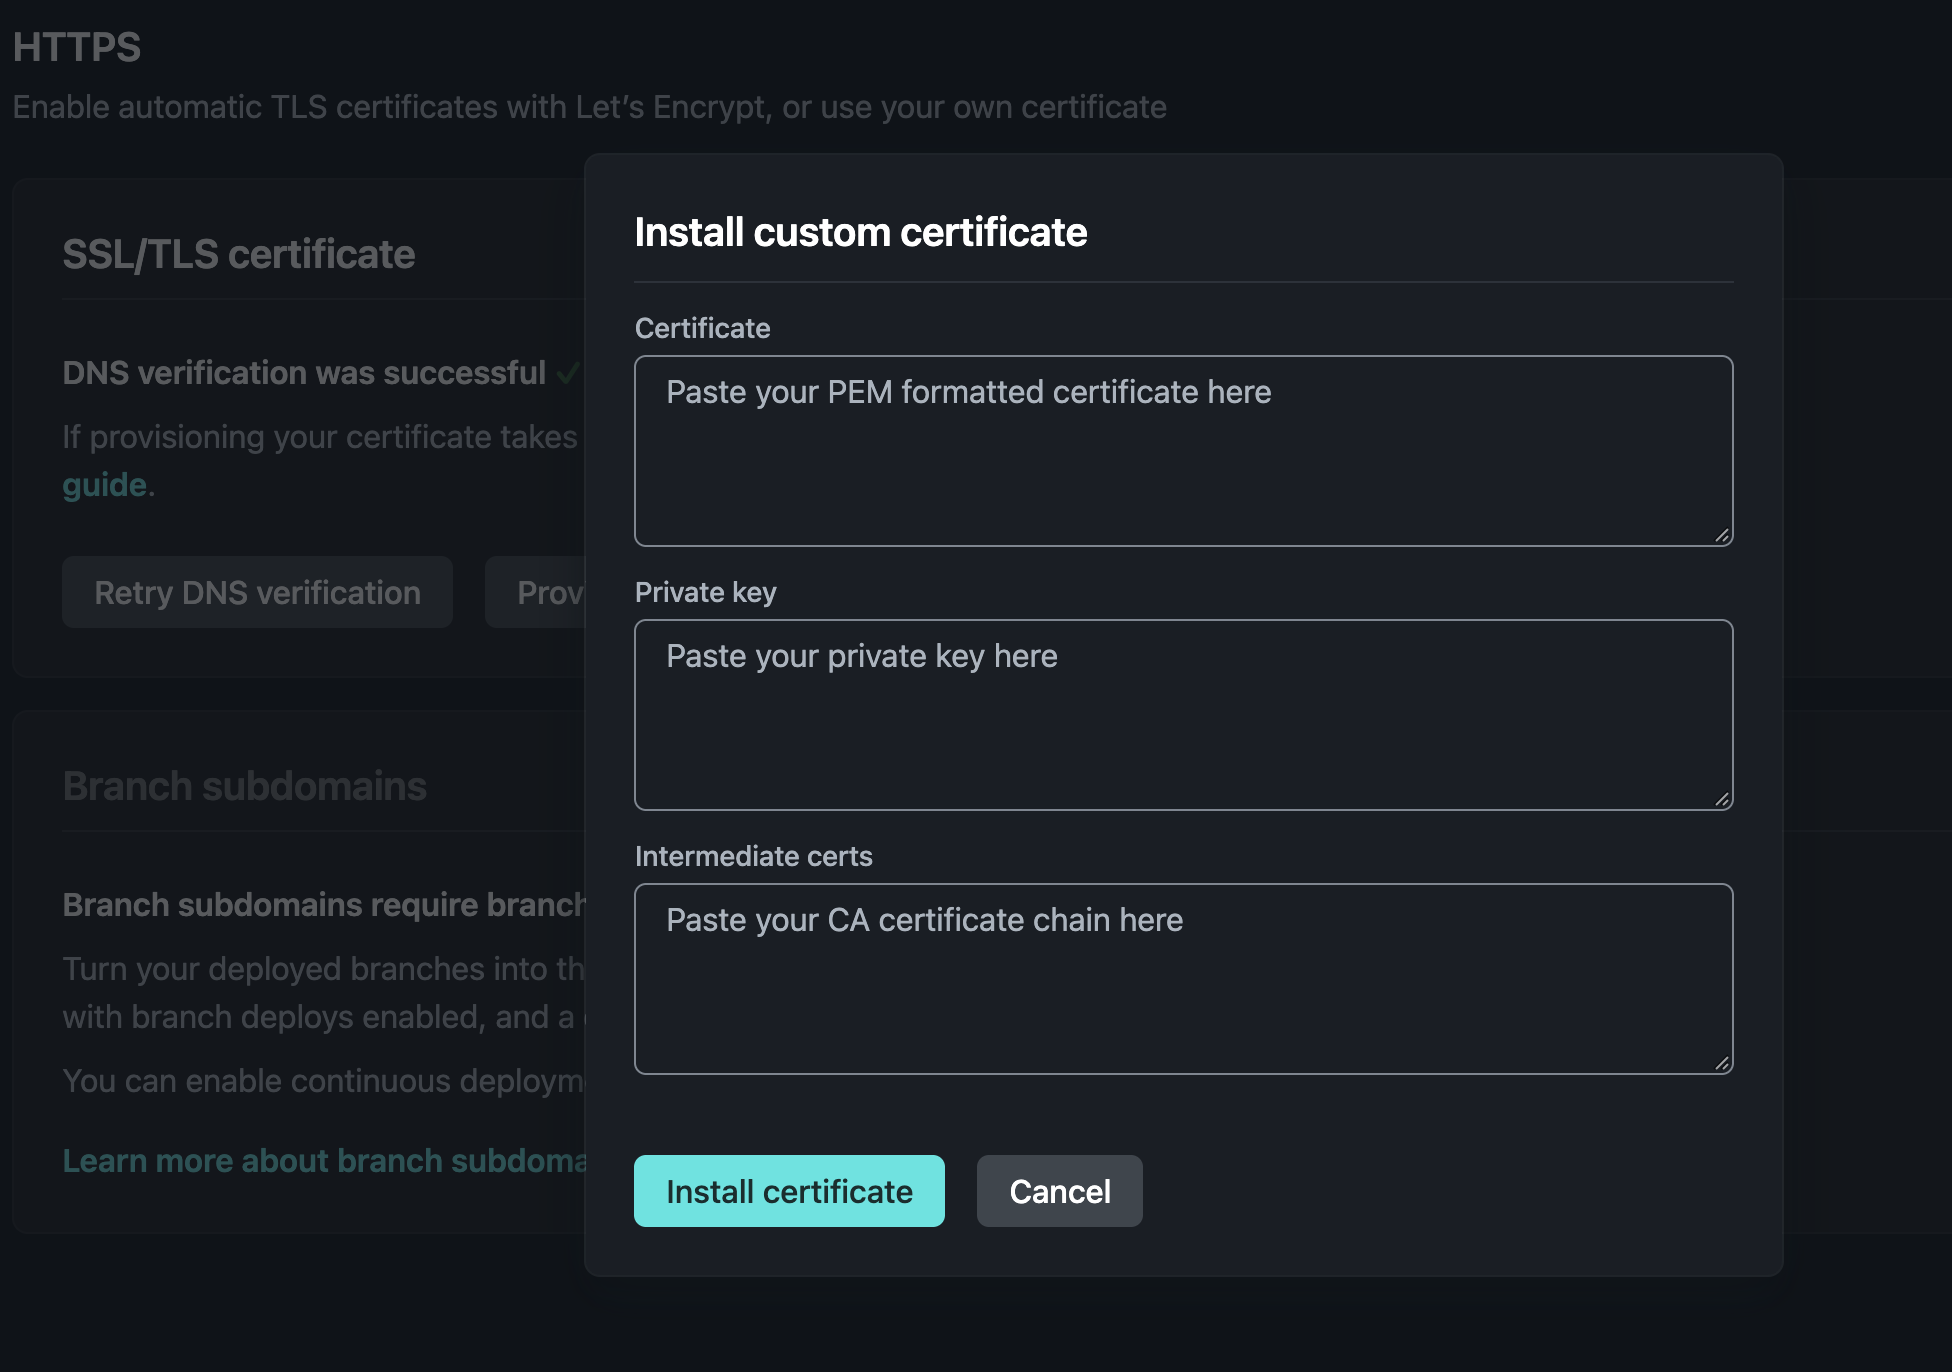 HTTPS
Enable automatic TLS certificates with Let's Encrypt, or use your own certificate
SSL/TLS certificate
DNS verification was successful ✓
If provisioning your certificate takes
guide.
Retry DNS verification
Install custom certificate
Certificate
Paste your PEM formatted certificate here
Private key
Paste your private key here
Intermediate certs
Paste your CA certificate chain here
Install certificate
Cancel
Branch subdomains
Branch subdomains require branch
Turn your deployed branches into
with branch deploys enabled, and a
You can enable continuous
Learn more about branch